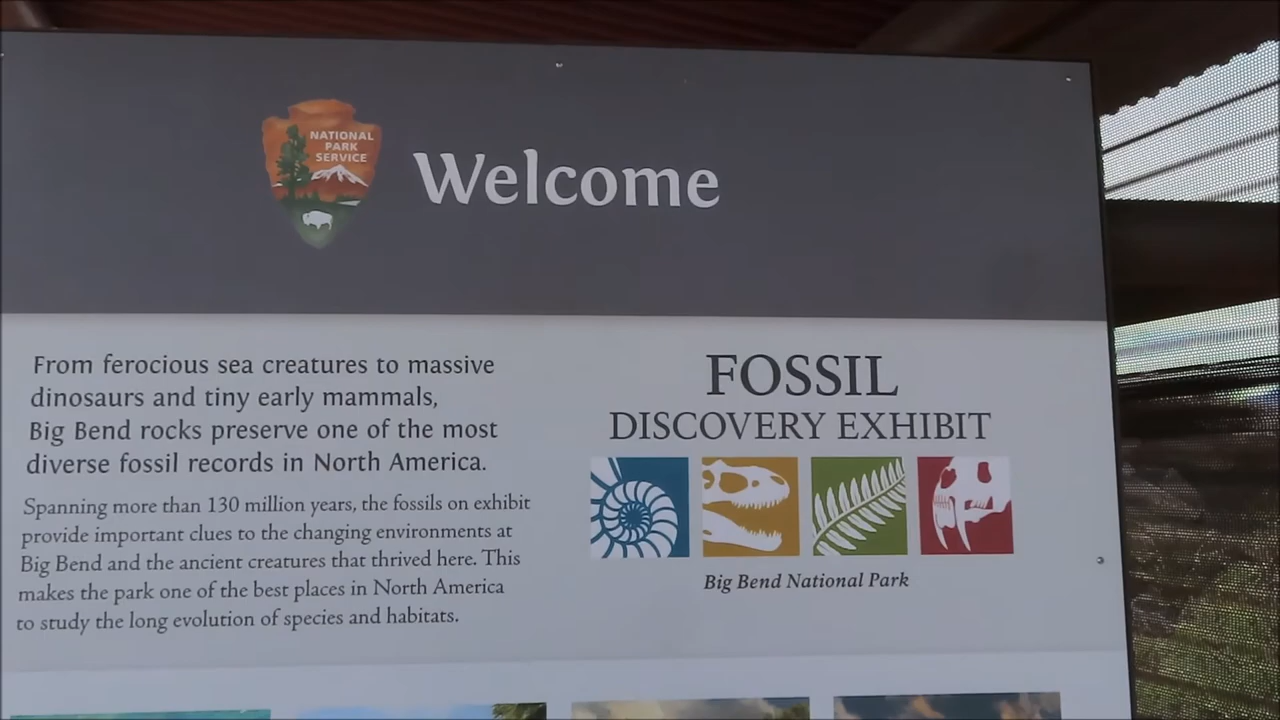 NATIONAL
PARK
SERVICE
Welcome
From ferocious sea creatures to massive
dinosaurs and tiny early mammals,
Big Bend rocks preserve one of the most
diverse fossil records in North America.
Spanning more than 130 million years, the fossils on exhibit
provide important clues to the changing environments at
Big Bend and the ancient creatures that thrived here. This
makes the park one of the best places in North America
to study the long evolution of species and habitats.
FOSSIL
DISCOVERY EXHIBIT
Big Bend National Park